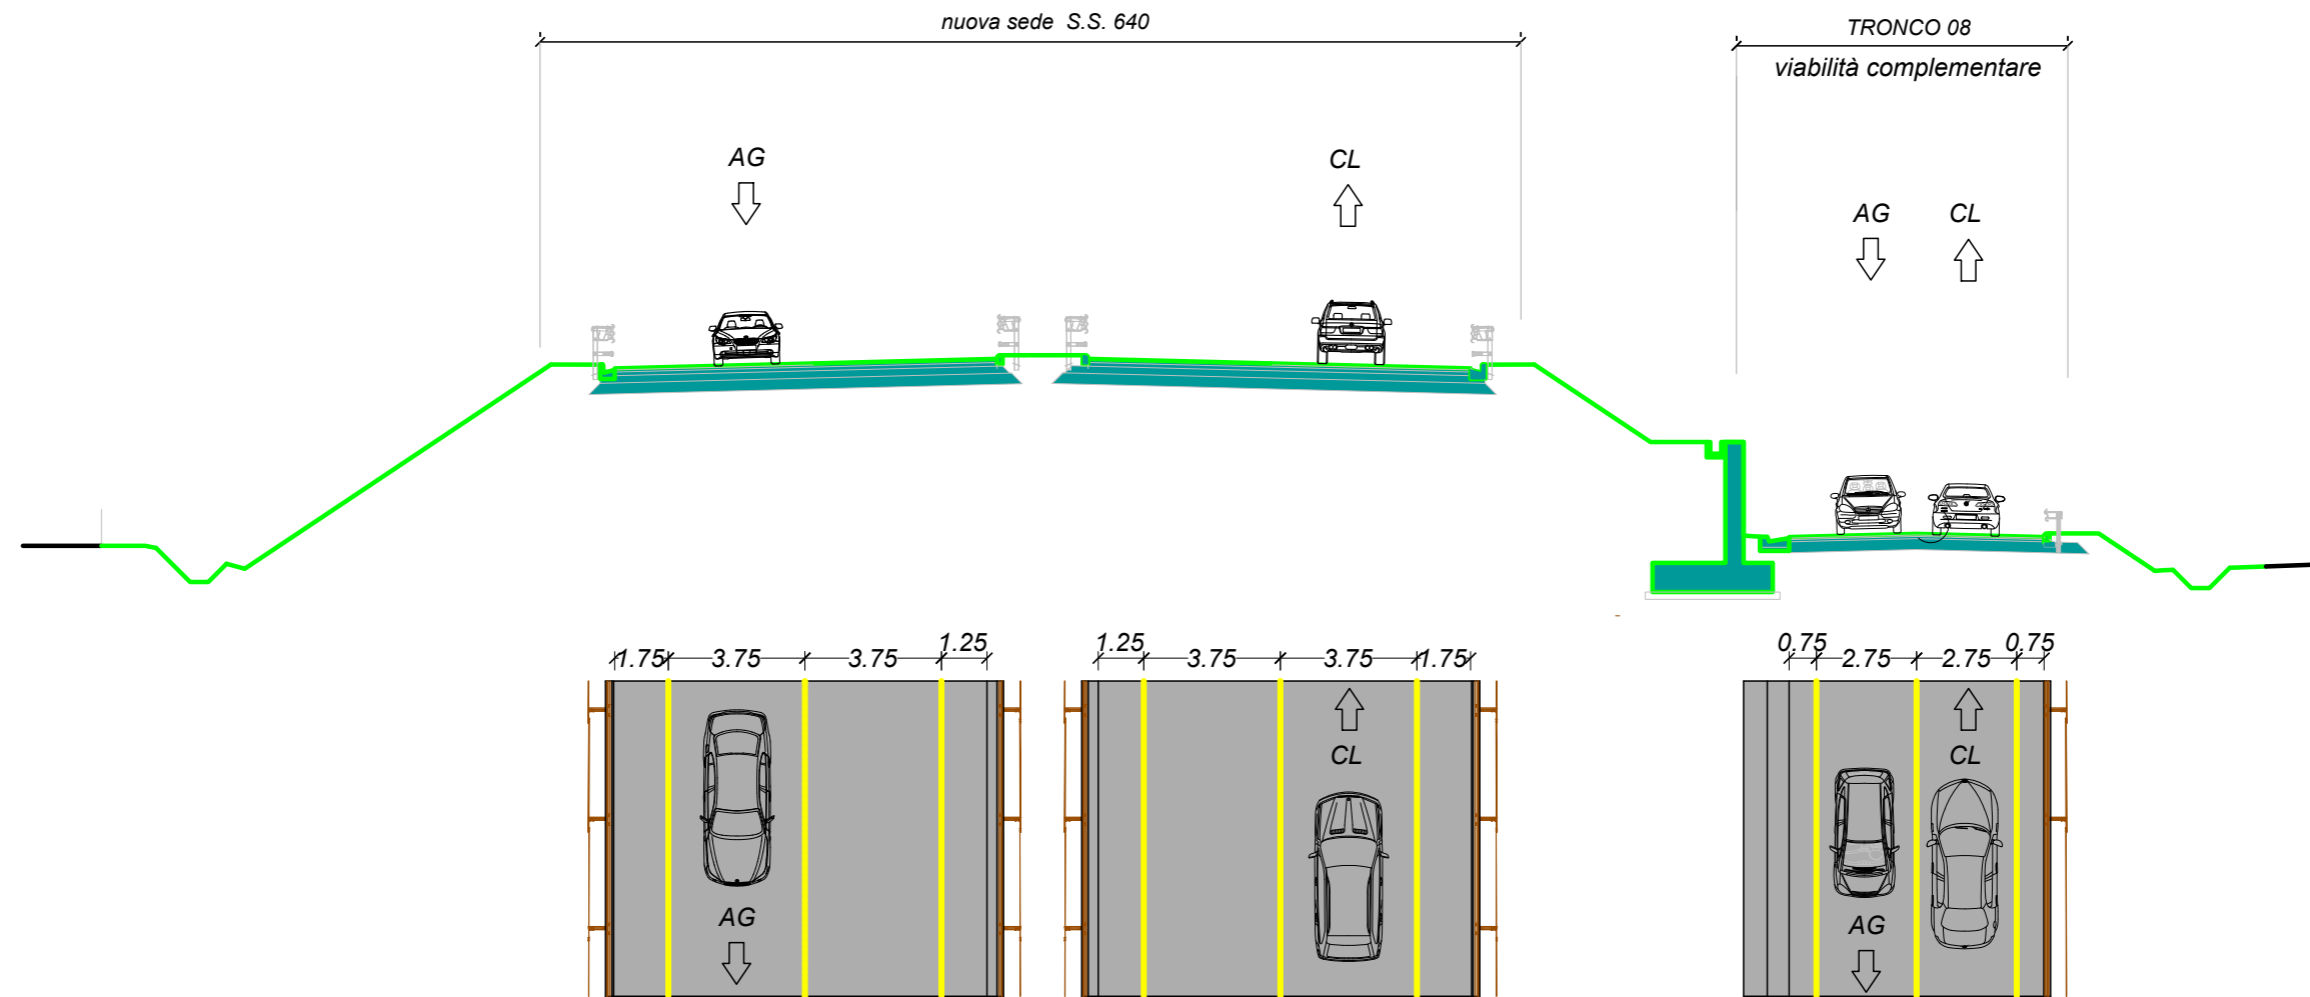 nuova sede S.S. 640
TRONCO 08
viabilità complementare
AG
CL
AG CL
1.75 3.75 3.75 1.25
1.25 3.75 3.75 1.75
0.75 2.75 2.75 0.75
CL
CL
AG
AG